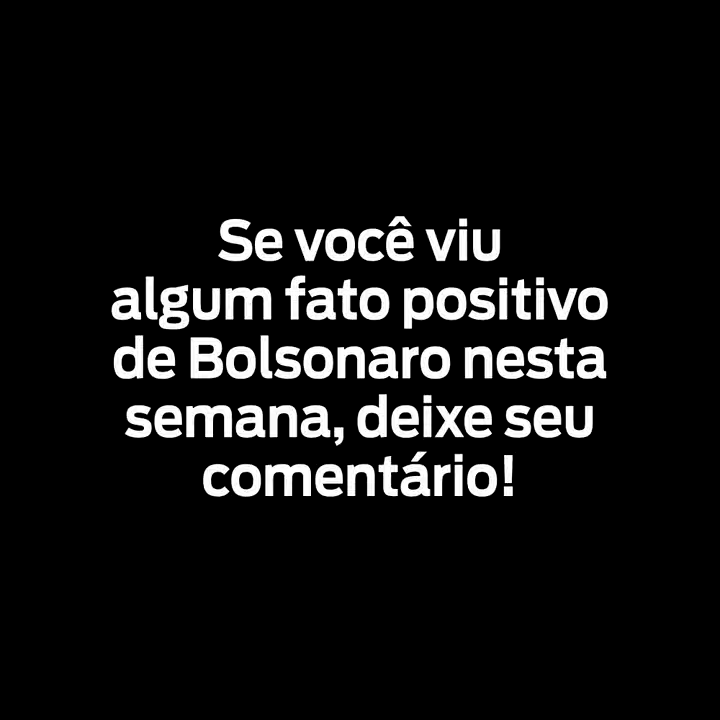 Se você viu
algum fato positivo
de Bolsonaro nesta
semana, deixe seu
comentário!